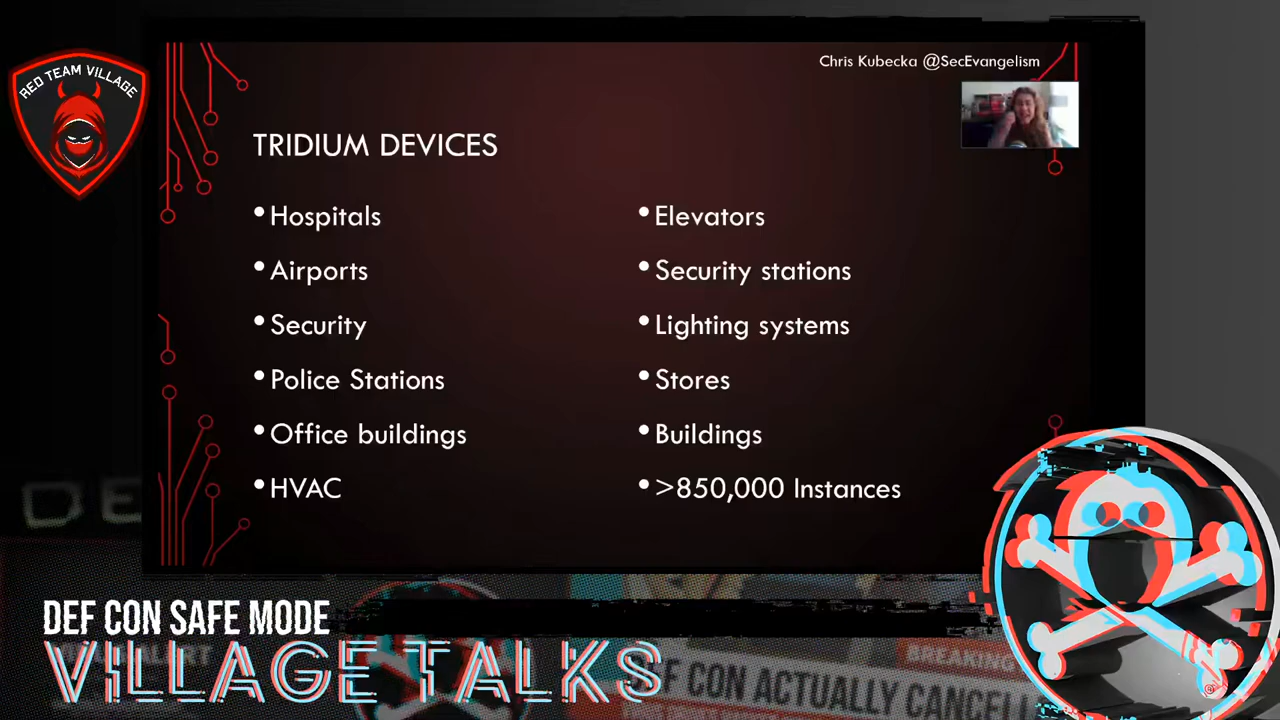 RED TEAM VILLAGE
Chris Kubecka @SecEvangelism
TRIDIUM DEVICES
•Hospitals
•Airports
•Security
•Police Stations
•Office buildings
•HVAC
•Elevators
•Security stations
•Lighting systems
•Stores
•Buildings
•>850,000 Instances
DEF CON SAFE MODE
VILLAGE TALKS
BREAKING
DEF CON ACTUALLY